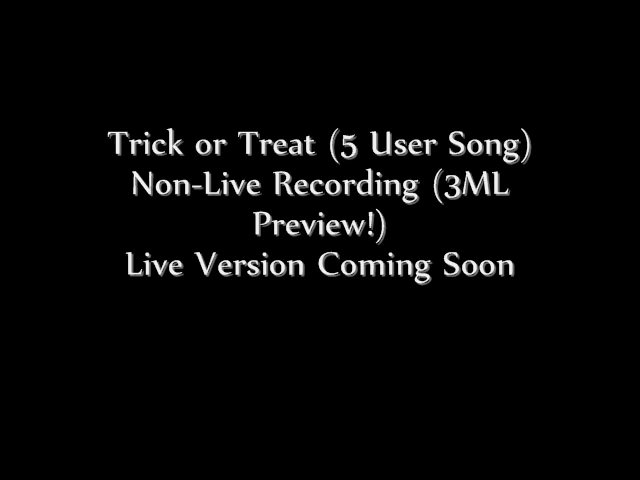 Trick or Treat (5 User Song)
Non-Live Recording (3ML
Preview!)
Live Version Coming Soon